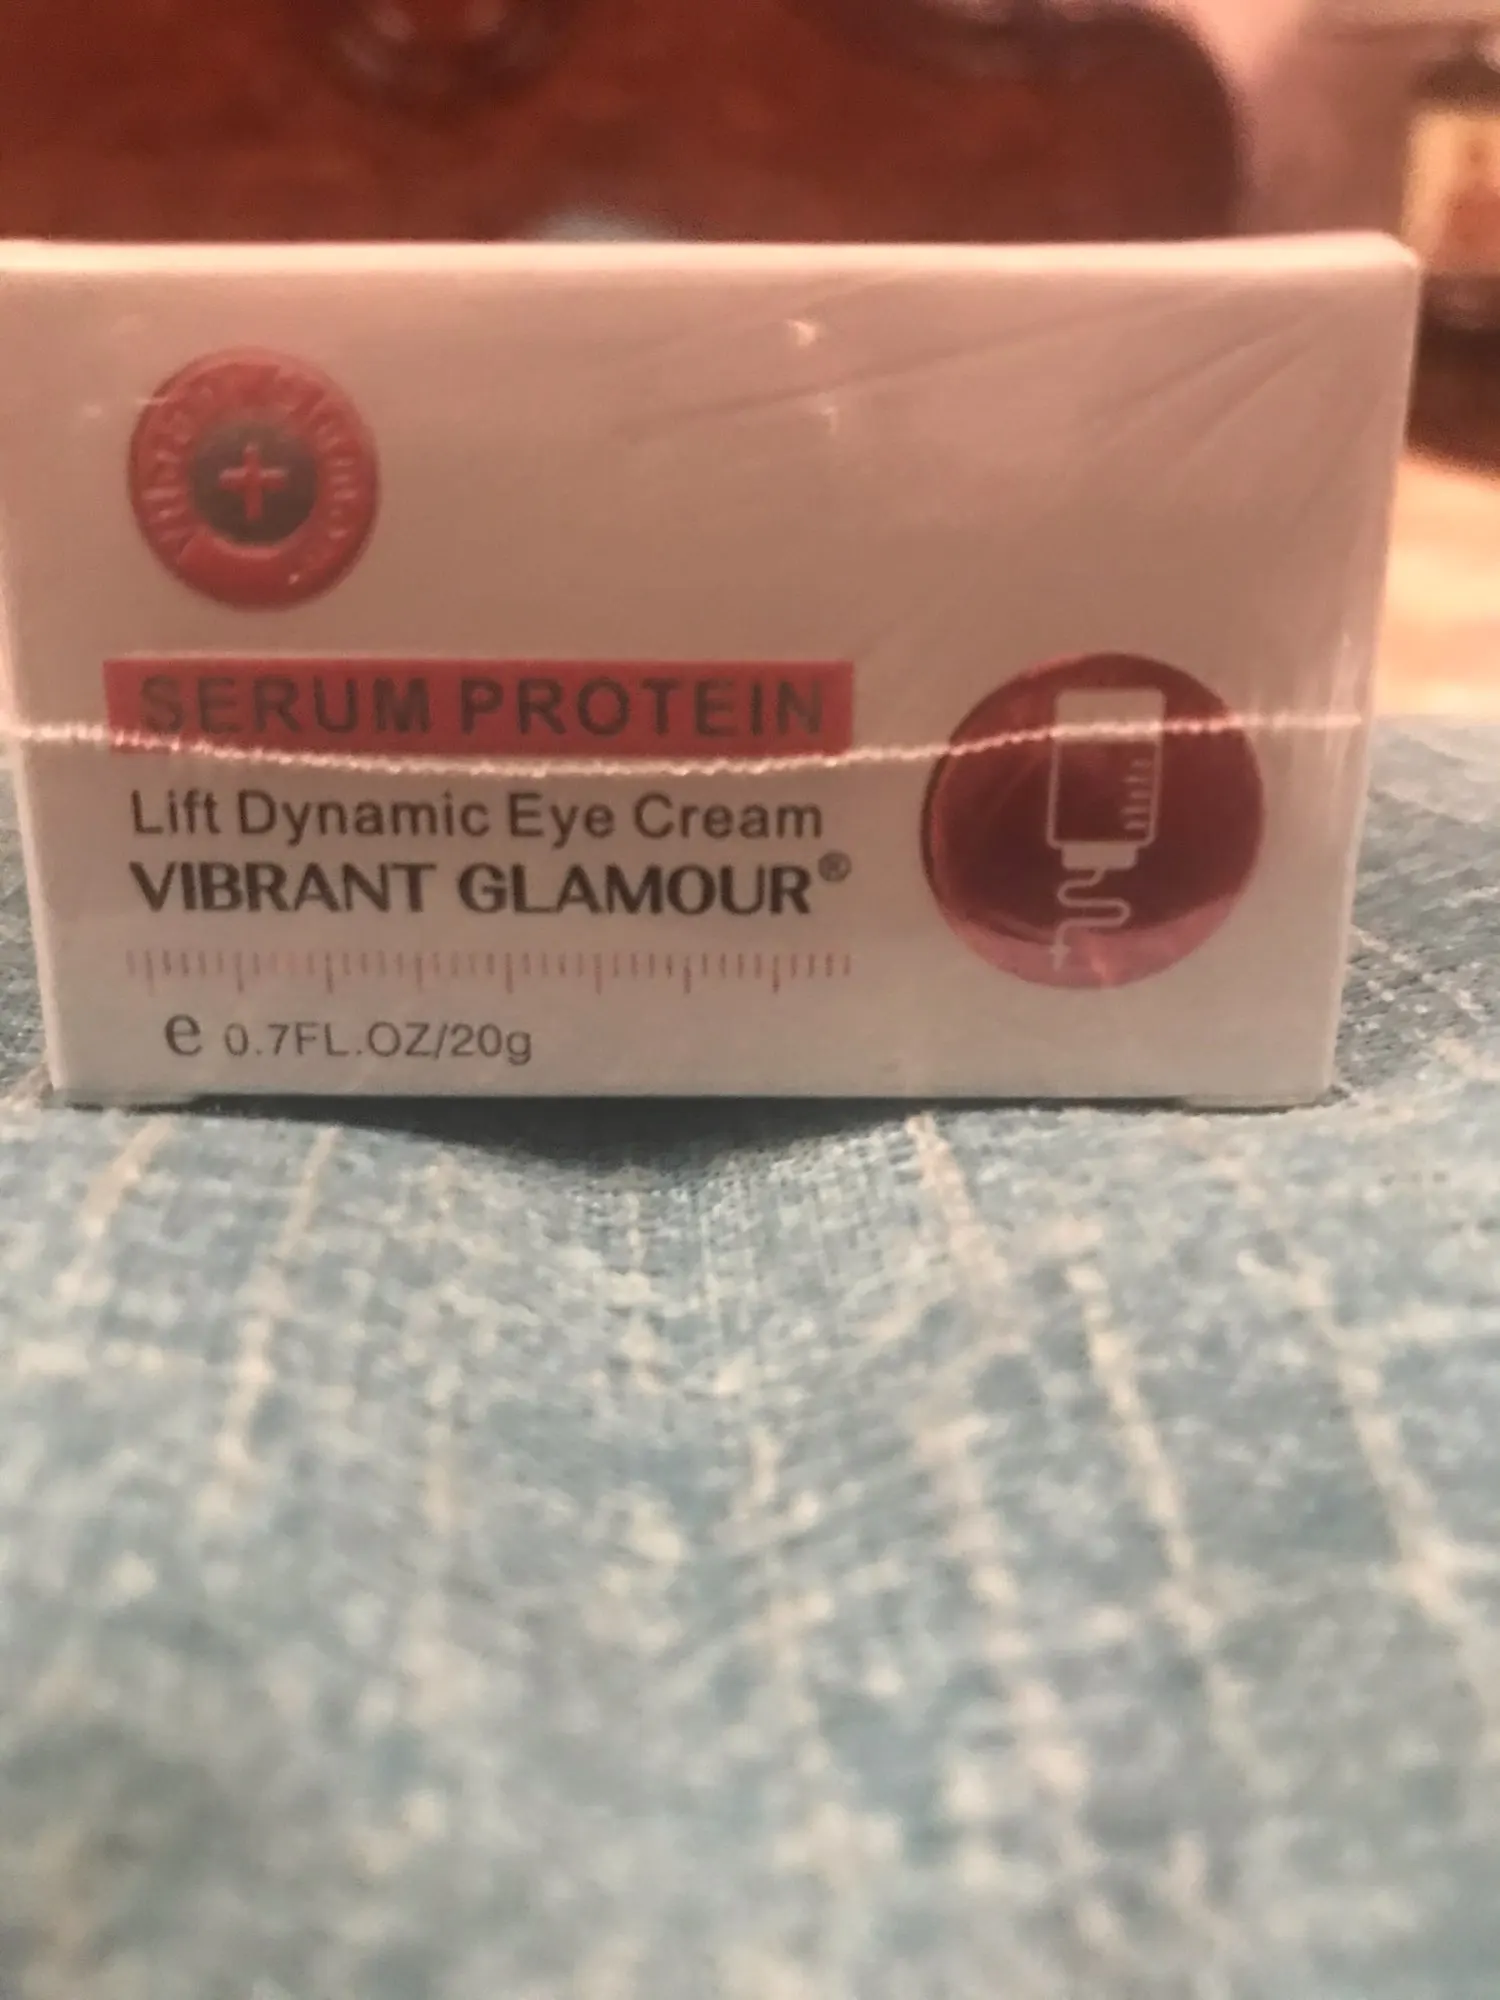 SERUM PROTEIN
Lift Dynamic Eye Cream
VIBRANT GLAMOUR®
e 0.7FL.OZ/20g